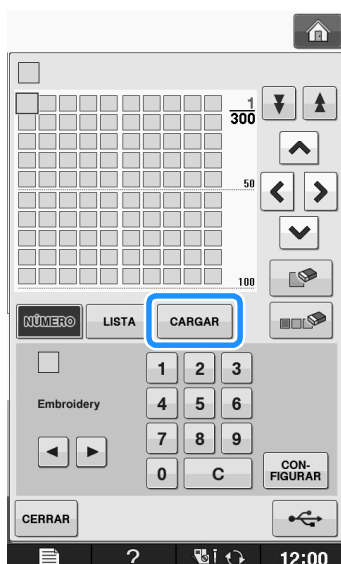 1
300
50
100
NÚMERO LISTA CARGAR
1 2 3
Embroidery 4 5 6
7 8 9
0 C CON-
FIGURAR
CERRAR
? 12:00